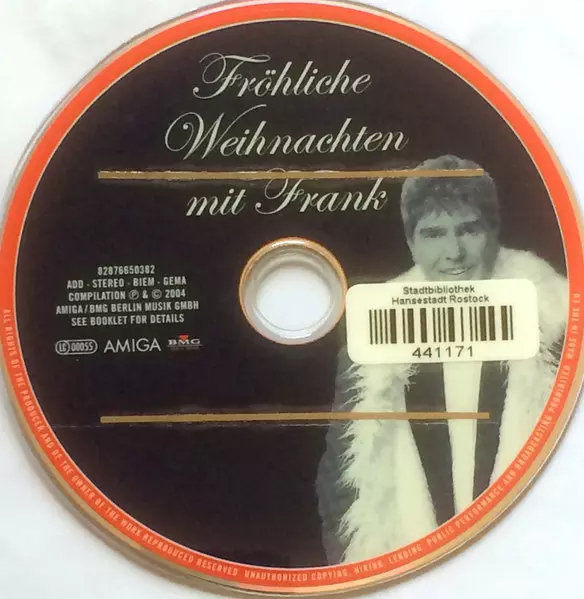 Fröhliche
Weihnachten
mit Frank
82876650382
ADD - STEREO - BIEM - GEMA
COMPILATION ℗ & © 2004
AMIGA/BMG BERLIN MUSIK GMBH
SEE BOOKLET FOR DETAILS
LC 00055 AMIGA BMG
Stadtbibliothek
Hansestadt Rostock
441171
ALL RIGHTS OF THE PRODUCER AND OF THE OWNER OF THE WORK REPRODUCED RESERVED UNAUTHORIZED COPYING, HIRING, LENDING PUBLIC PERFORMANCE AND BROADCASTING PROHIBITED MADE IN THE EU